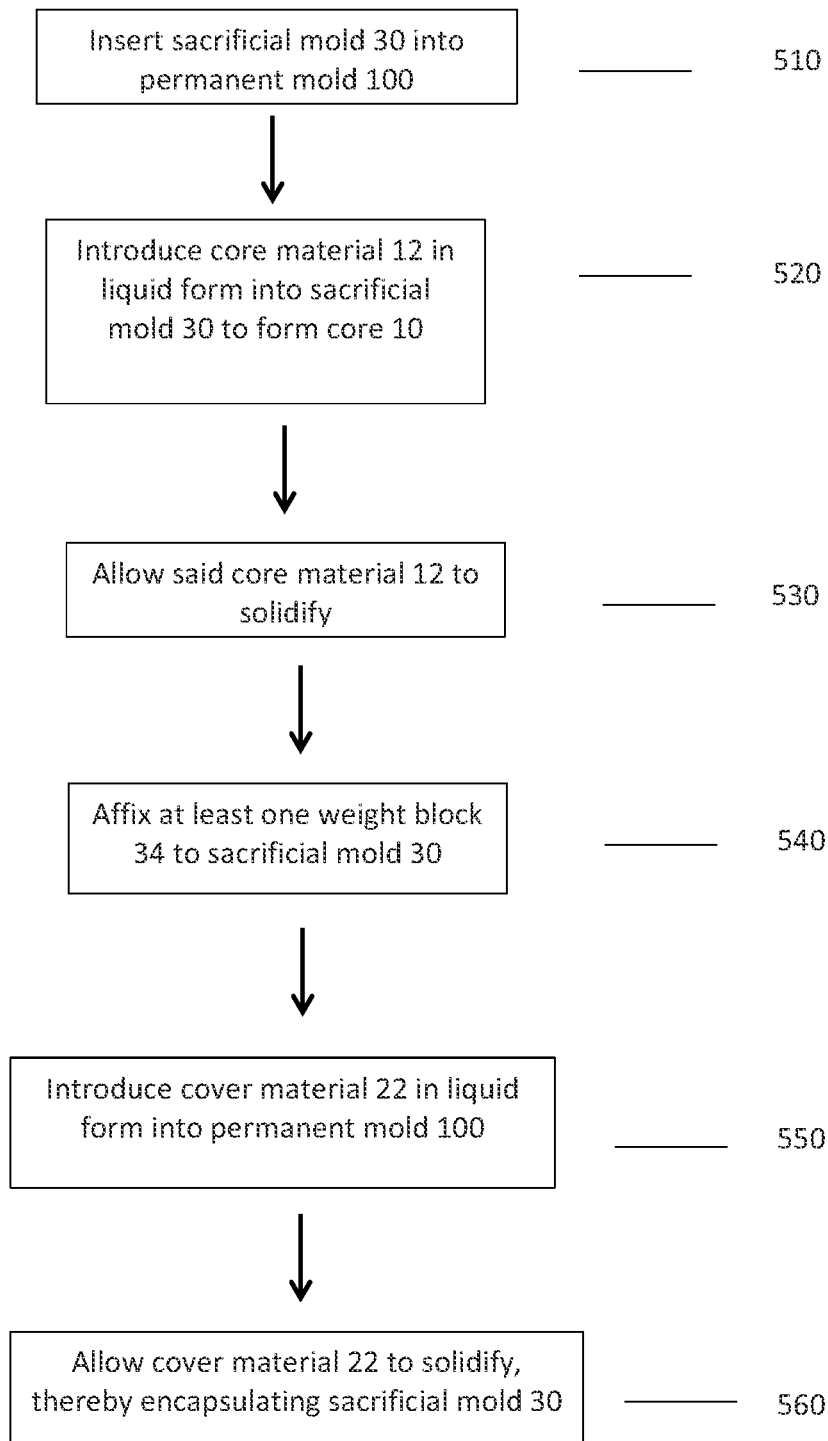 Insert sacrificial mold 30 into
permanent mold 100
510
Introduce core material 12 in
liquid form into sacrificial
mold 30 to form core 10
520
Allow said core material 12 to
solidify
530
Affix at least one weight block
34 to sacrificial mold 30
540
Introduce cover material 22 in liquid
form into permanent mold 100
550
Allow cover material 22 to solidify,
thereby encapsulating sacrificial mold 30
560